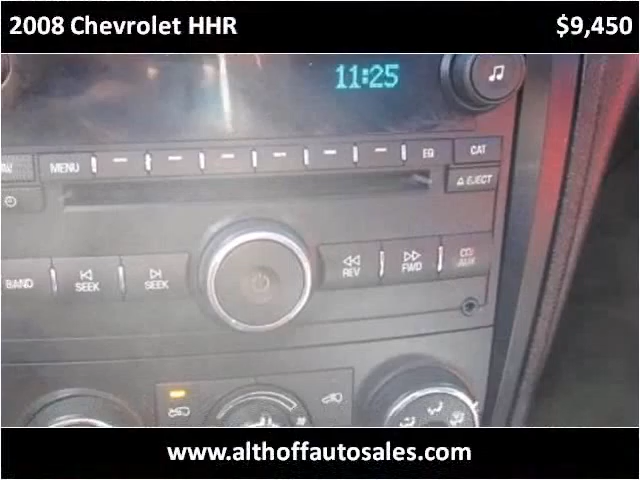 2008 Chevrolet HHR $9,450
11:25
MENU EQ CAT
EJECT
BAND SEEK SEEK REV FWD CD/AUX
www.althoffautosales.com